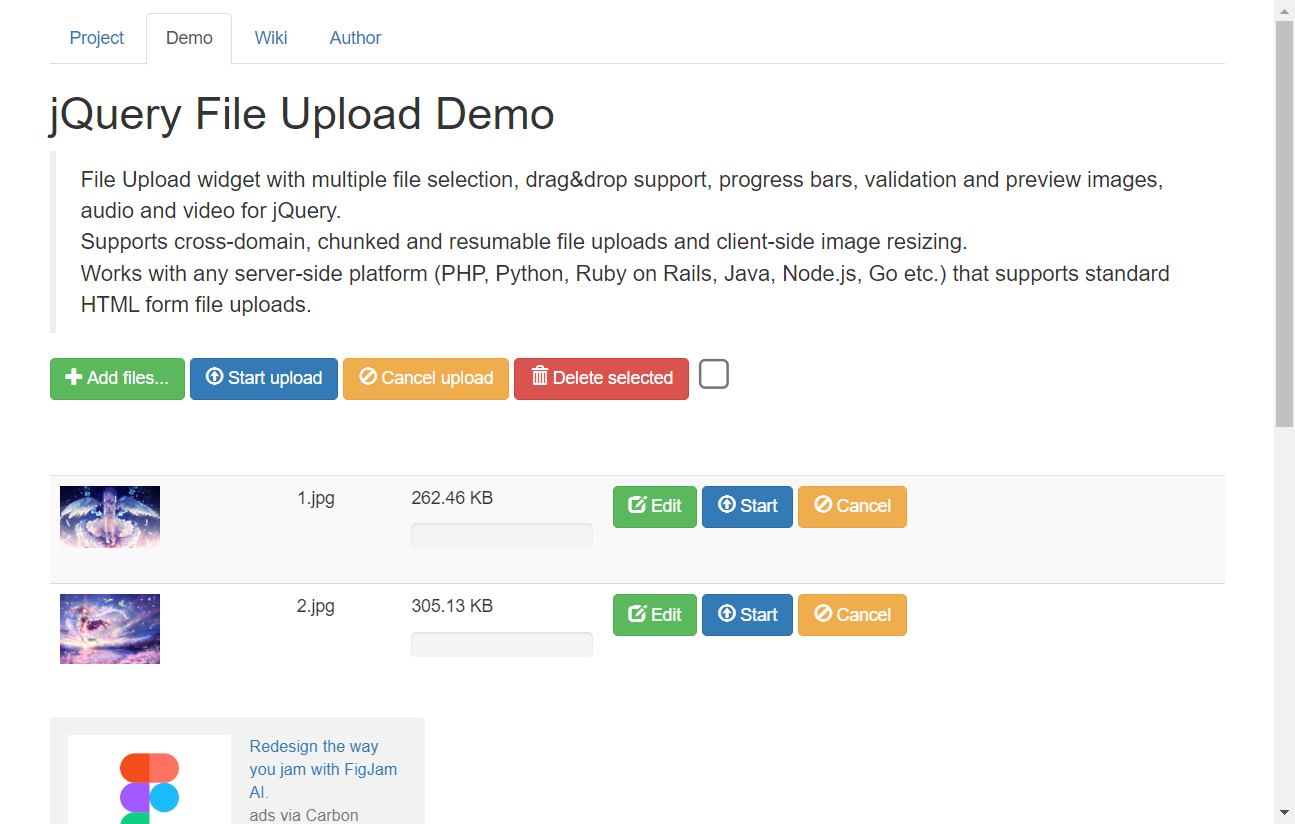 Project Demo Wiki Author
jQuery File Upload Demo
File Upload widget with multiple file selection, drag&drop support, progress bars, validation and preview images,
audio and video for jQuery.
Supports cross-domain, chunked and resumable file uploads and client-side image resizing.
Works with any server-side platform (PHP, Python, Ruby on Rails, Java, Node.js, Go etc.) that supports standard
HTML form file uploads.
Add files... Start upload Cancel upload Delete selected
1.jpg 262.46 KB Edit Start Cancel
2.jpg 305.13 KB Edit Start Cancel
Redesign the way
you jam with FigJam
AI.
ads via Carbon